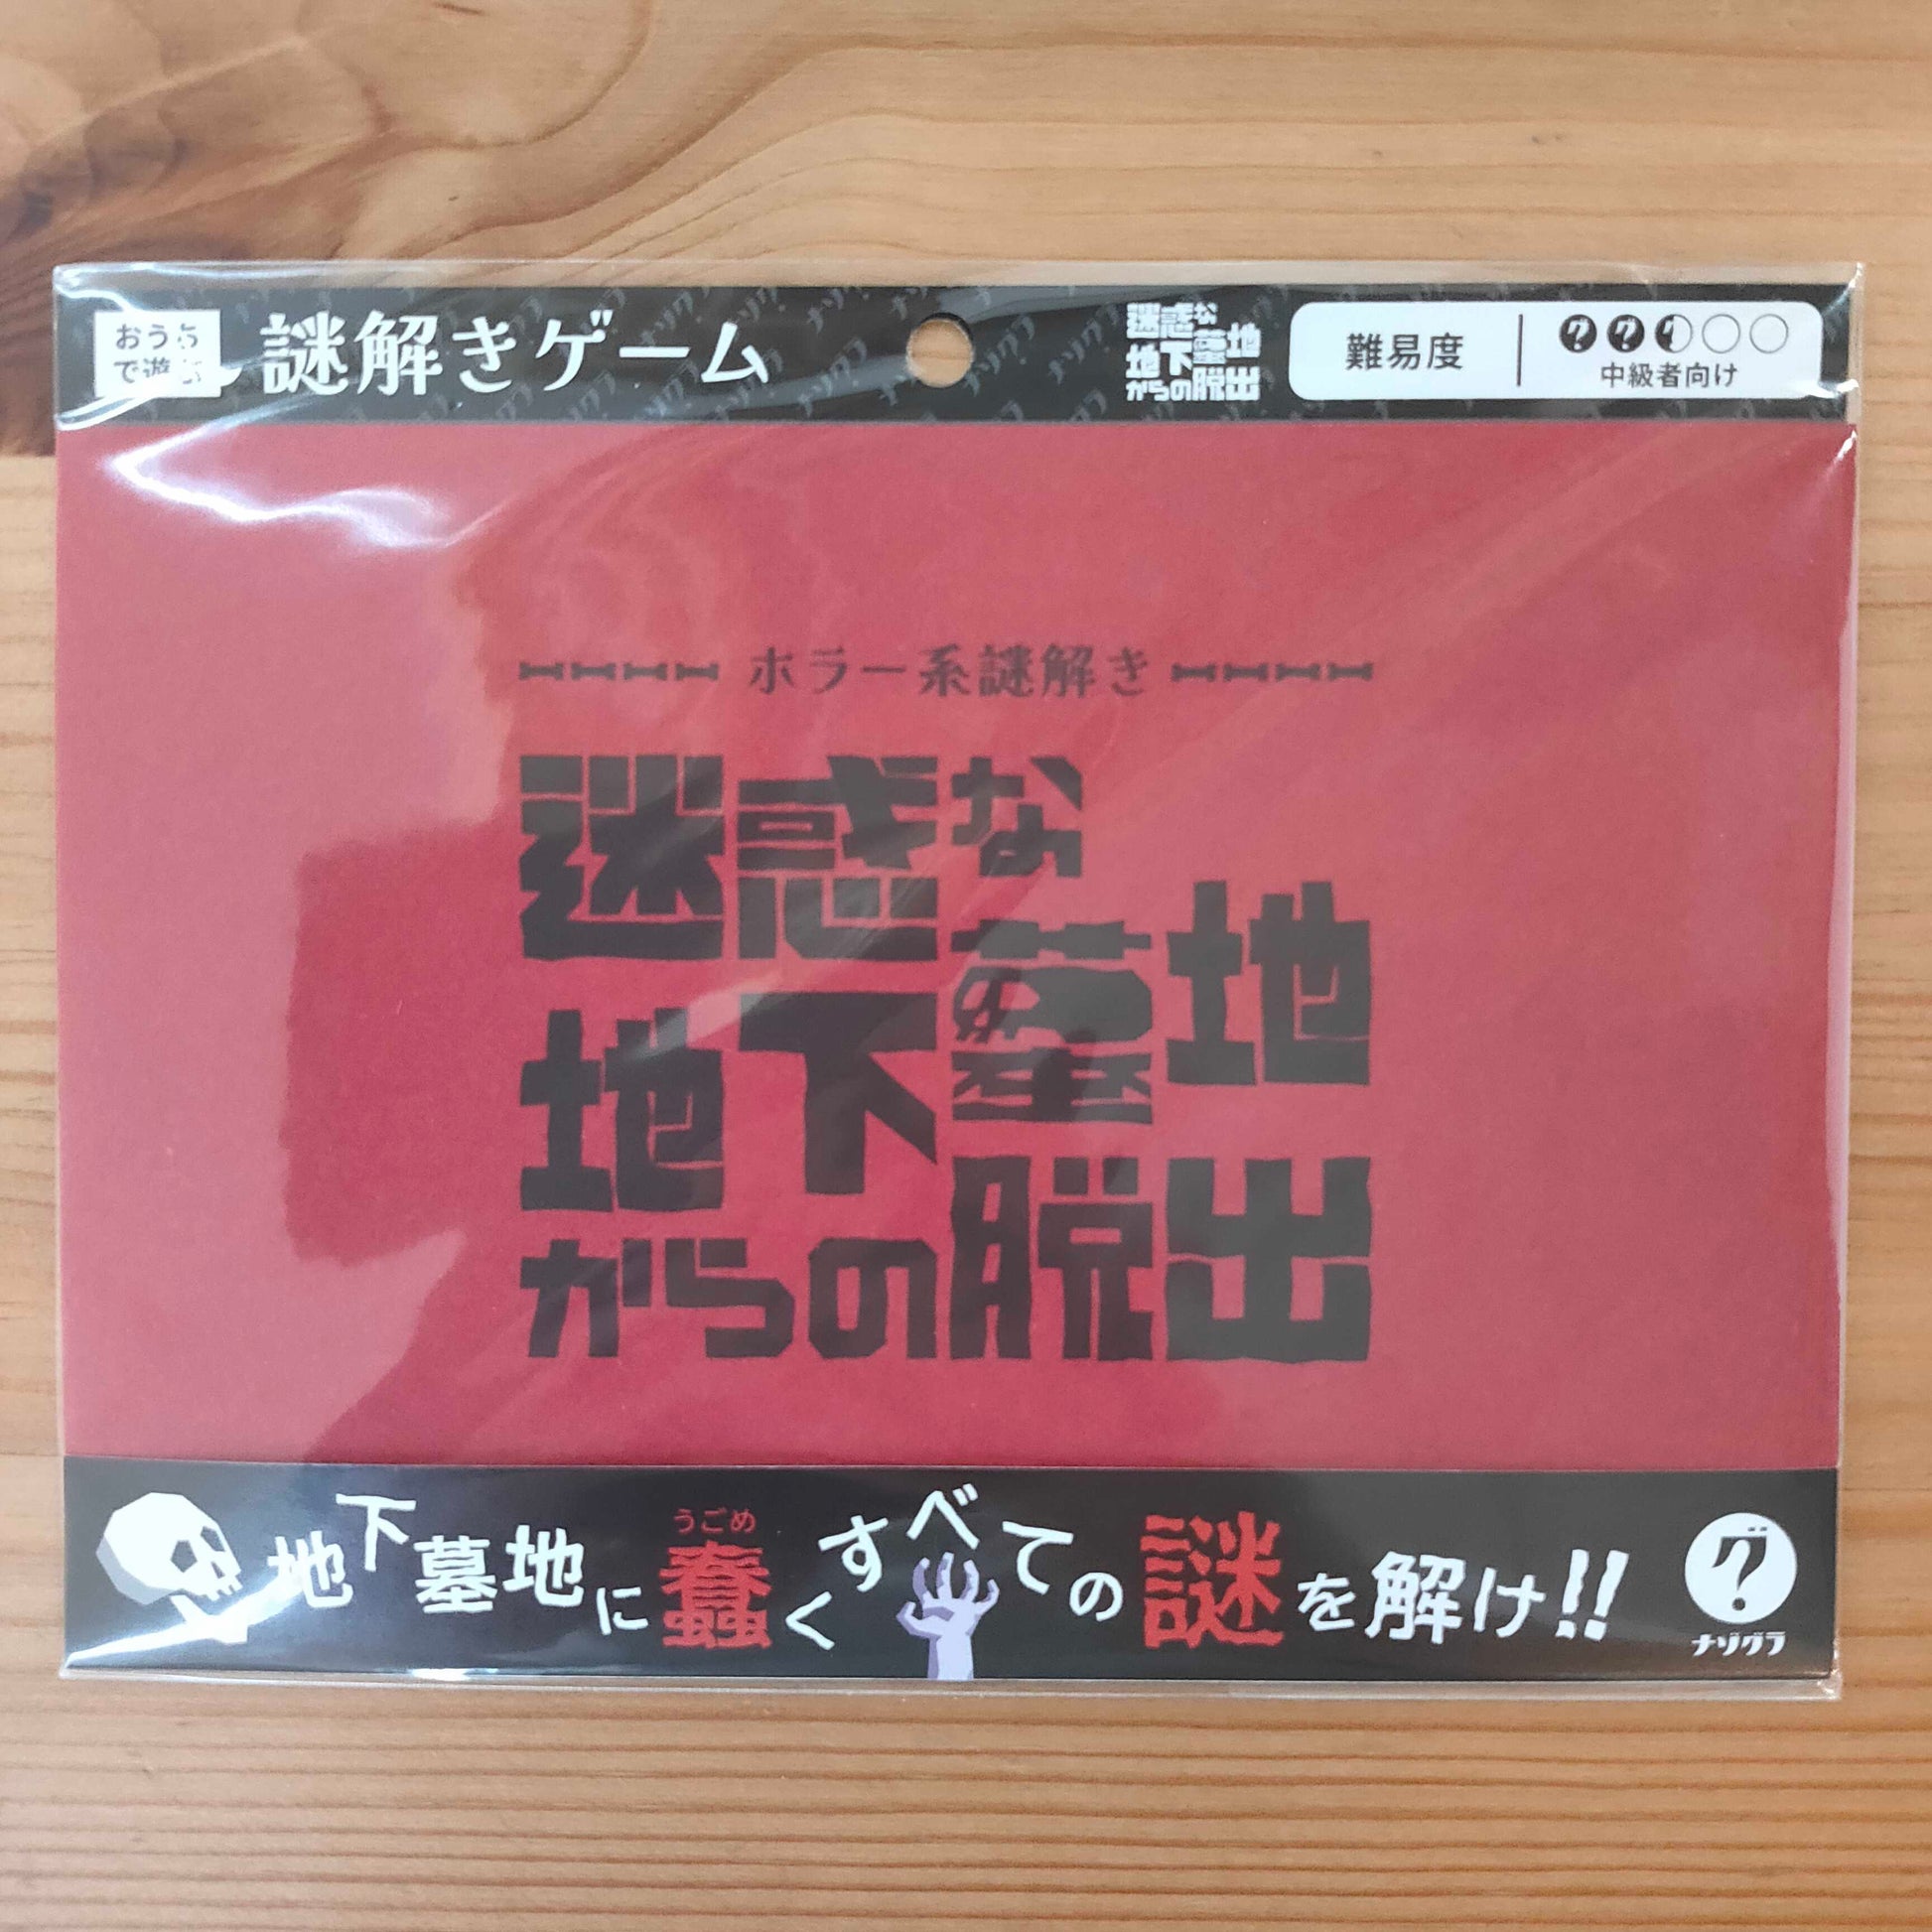 おうち
で遊ぶ
謎解きゲーム
迷惑な
地下墓地
からの脱出
難易度
中級者向け
ホラー系謎解き
迷惑な
地下墓地
からの脱出
うごめ
地下墓地に蠢くすべての謎を解け!!
グ
ナゾグラ